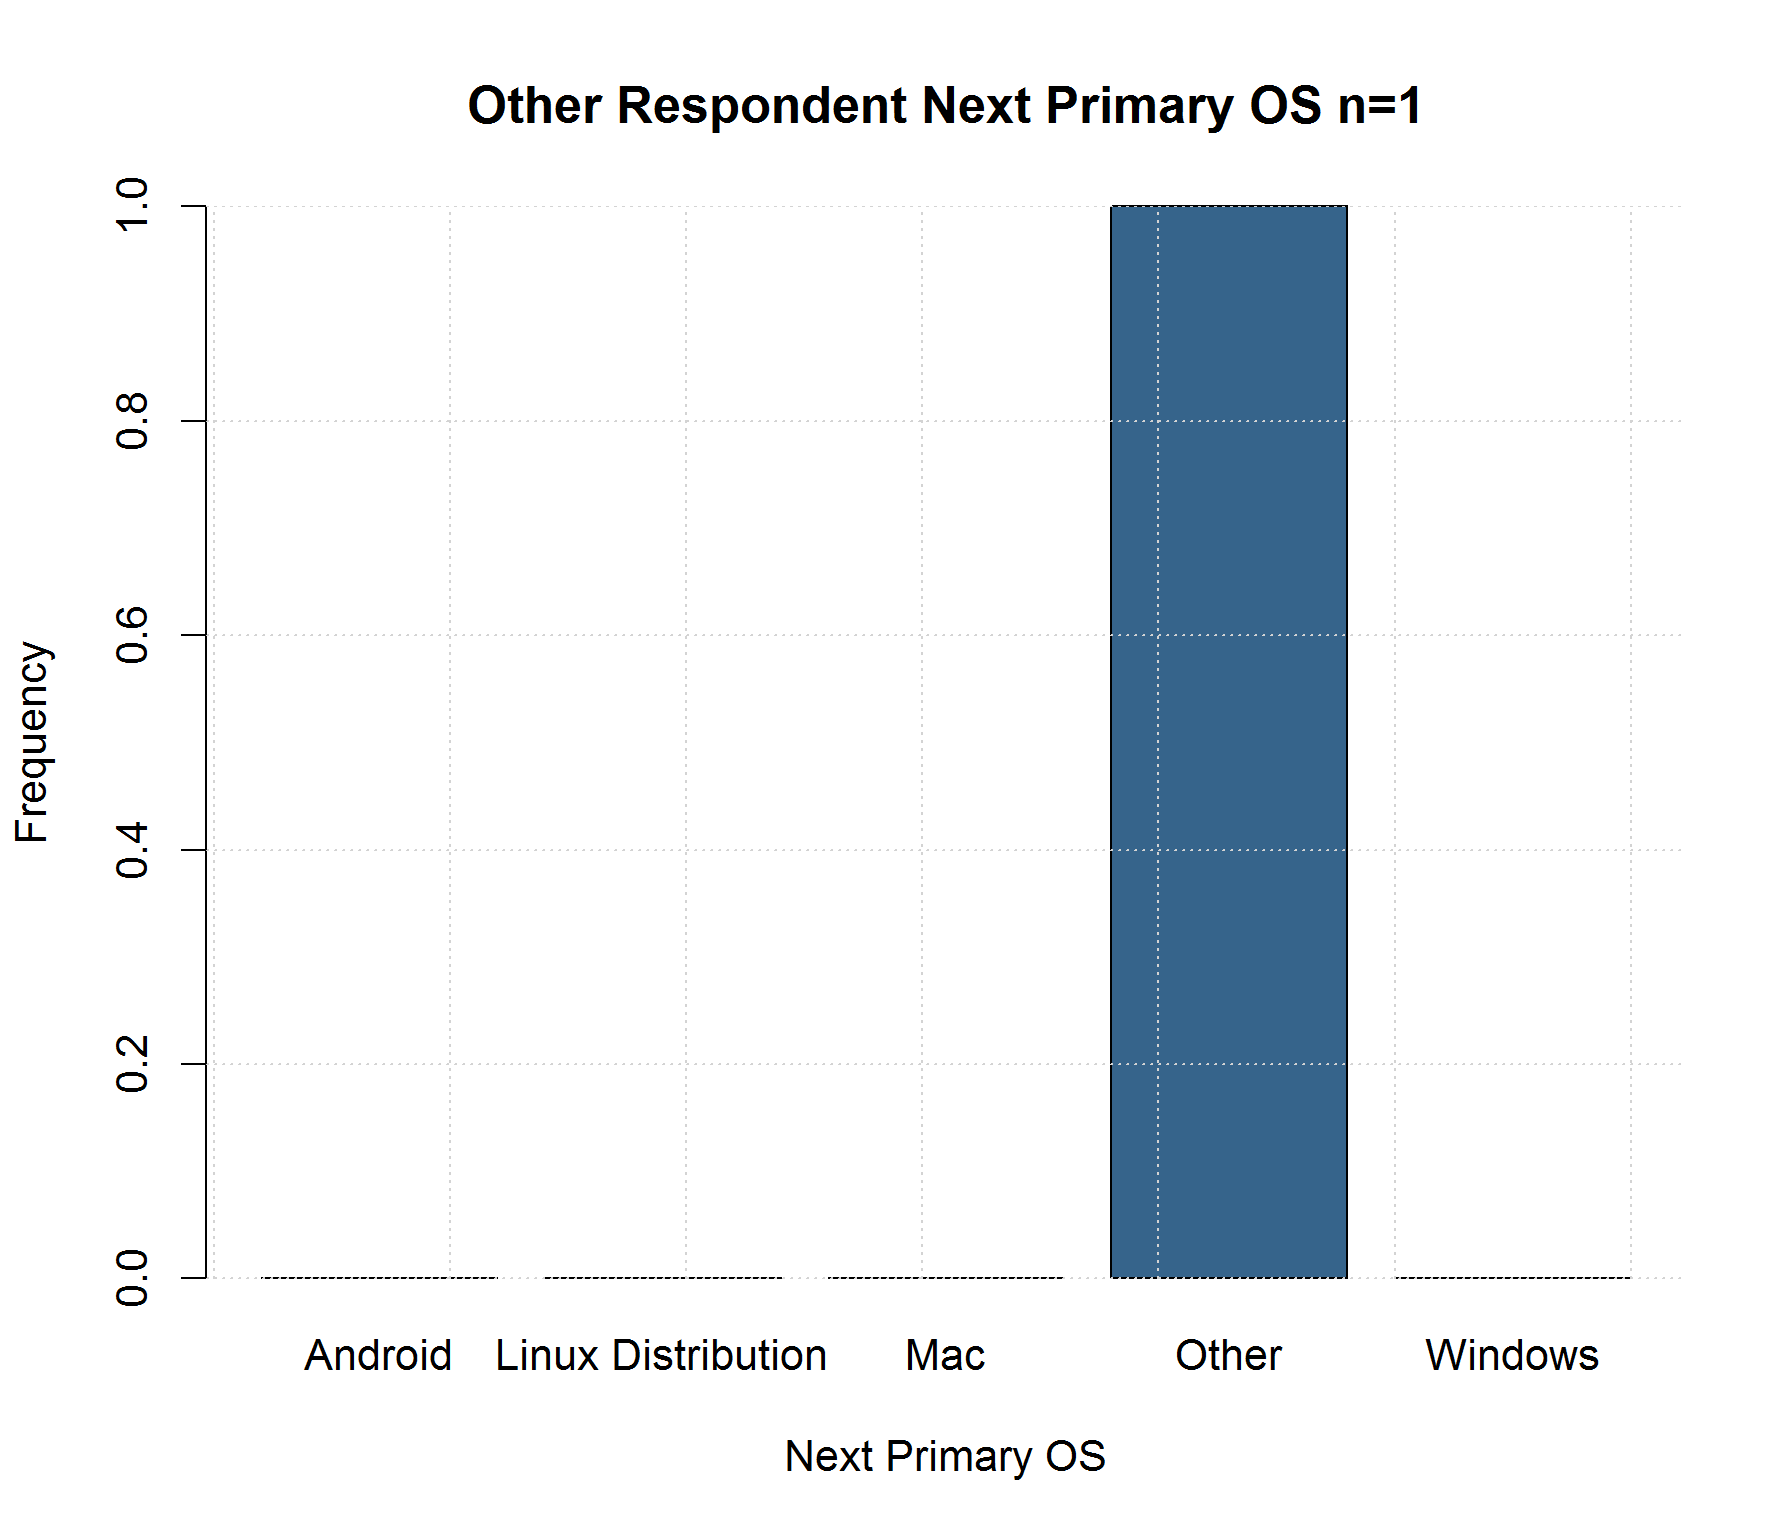 Other Respondent Next Primary OS n=1
1.0
0.8
0.6
0.4
0.2
0.0
Frequency
Android Linux Distribution Mac Other Windows
Next Primary OS